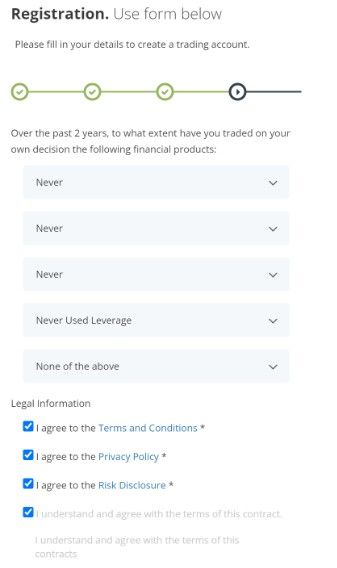 Registration. Use form below
Please fill in your details to create a trading account.
Over the past 2 years, to what extent have you traded on your
own decision the following financial products:
Never
Never
Never
Never Used Leverage
None of the above
Legal Information
I agree to the Terms and Conditions *
I agree to the Privacy Policy *
I agree to the Risk Disclosure *
I understand and agree with the terms of this contract.
I understand and agree with the terms of this
contracts